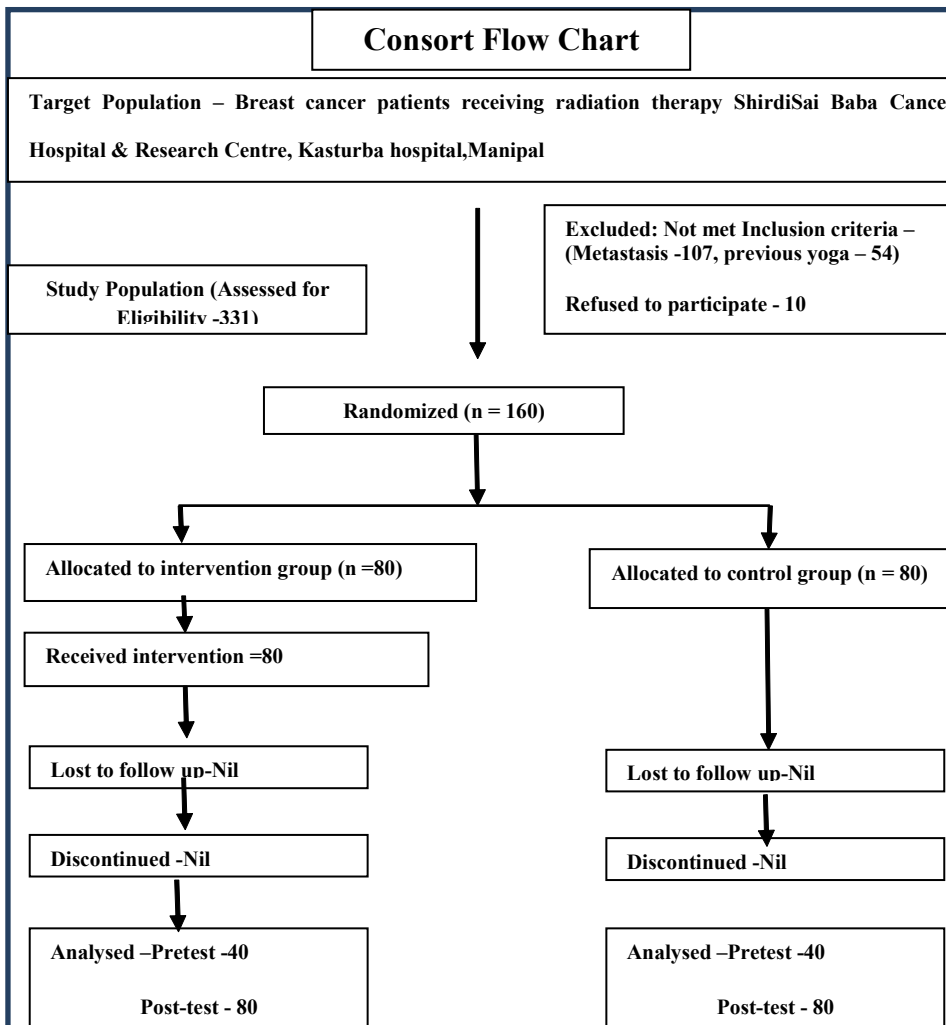 Consort Flow Chart
Target Population – Breast cancer patients receiving radiation therapy ShirdiSai Baba Cance
Hospital & Research Centre, Kasturba hospital,Manipal
Excluded: Not met Inclusion criteria –
(Metastasis -107, previous yoga – 54)
Refused to participate - 10
Study Population (Assessed for
Eligibility -331)
Randomized (n = 160)
Allocated to intervention group (n =80)
Allocated to control group (n = 80)
Received intervention =80
Lost to follow up-Nil
Lost to follow up-Nil
Discontinued -Nil
Discontinued -Nil
Analysed –Pretest -40
Post-test - 80
Analysed –Pretest -40
Post-test - 80